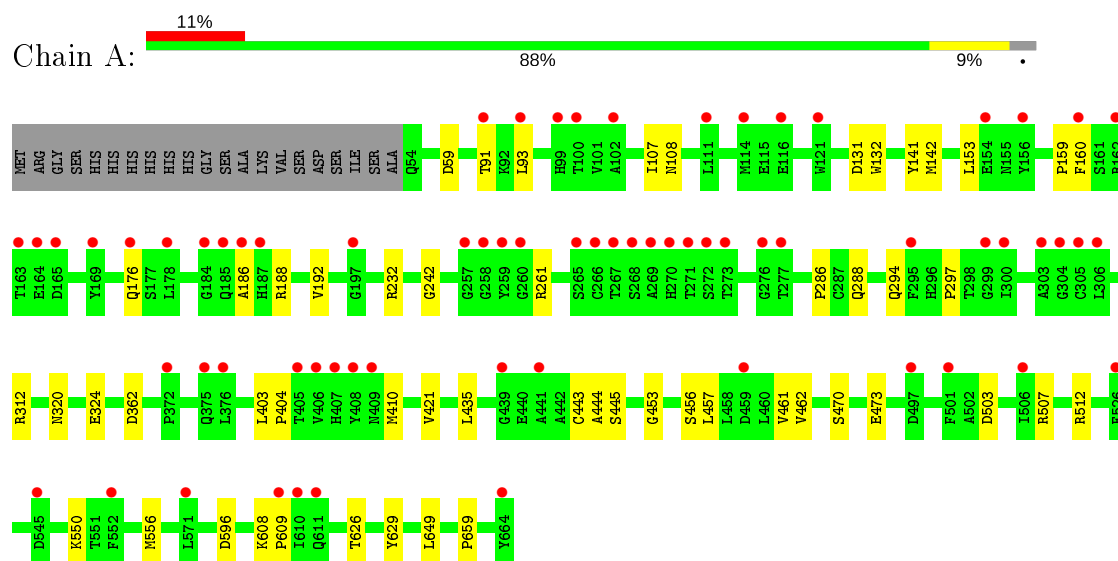 11%
Chain A:
88% 9% •
MET ARG GLY SER HIS HIS HIS HIS HIS HIS GLY SER ALA LYS VAL SER ASP SER ILE SER SER ALA Q54 D59 T91 K92 L93 H99 T100 V101 A102 I107 N108 L111 M114 E115 E116 W121 D131 W132 Y141 M142 L153 E154 N155 Y156 P159 F160 S161 R162
T163 E164 D165 Y169 Q176 S177 L178 G184 Q185 A186 H187 R188 V192 G197 R232 G242 G257 G258 Y259 G260 R261 S265 C266 T267 S268 A269 H270 T271 S272 T273 G276 T277 P286 C287 Q288 Q294 F295 H296 P297 T298 G299 I300 A303 G304 C305 L306
R312 N320 E324 D362 P372 Q375 L376 L403 P404 T405 V406 H407 Y408 N409 M410 V421 L435 G439 E440 A441 A442 C443 A444 S445 G453 S456 L457 L458 D459 L460 V461 V462 S470 E473 D497 F501 A502 D503 I506 R507 R512
D545 K550 T551 F552 M556 L571 D596 K608 P609 I610 Q611 T626 Y629 L649 P659 Y664